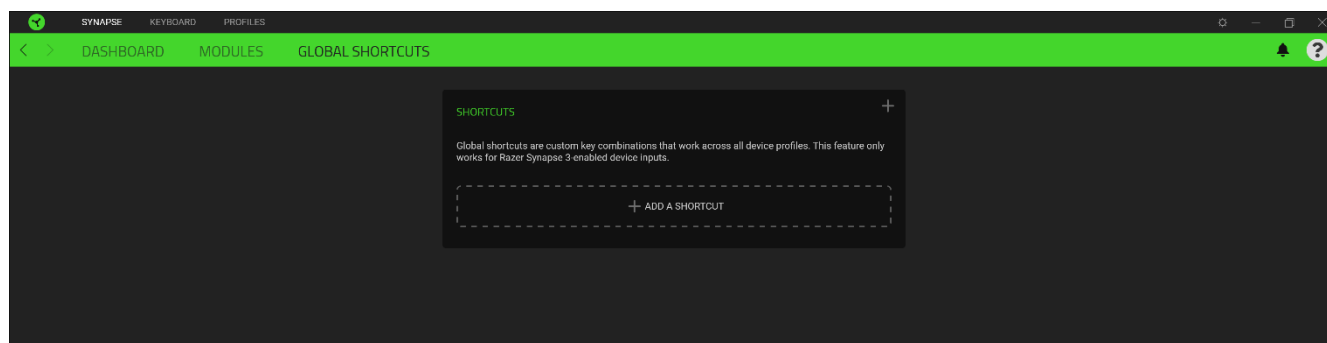 SYNAPSE KEYBOARD PROFILES
DASHBOARD MODULES GLOBAL SHORTCUTS ?
SHORTCUTS
Global shortcuts are custom key combinations that work across all device profiles. This feature only
works for Razer Synapse 3-enabled device inputs.
ADD A SHORTCUT